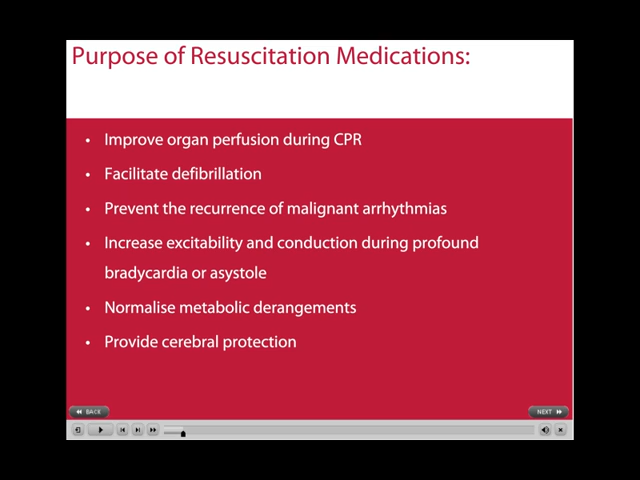 Purpose of Resuscitation Medications:
• Improve organ perfusion during CPR
• Facilitate defibrillation
• Prevent the recurrence of malignant arrhythmias
• Increase excitability and conduction during profound
bradycardia or asystole
• Normalise metabolic derangements
• Provide cerebral protection
BACK
NEXT